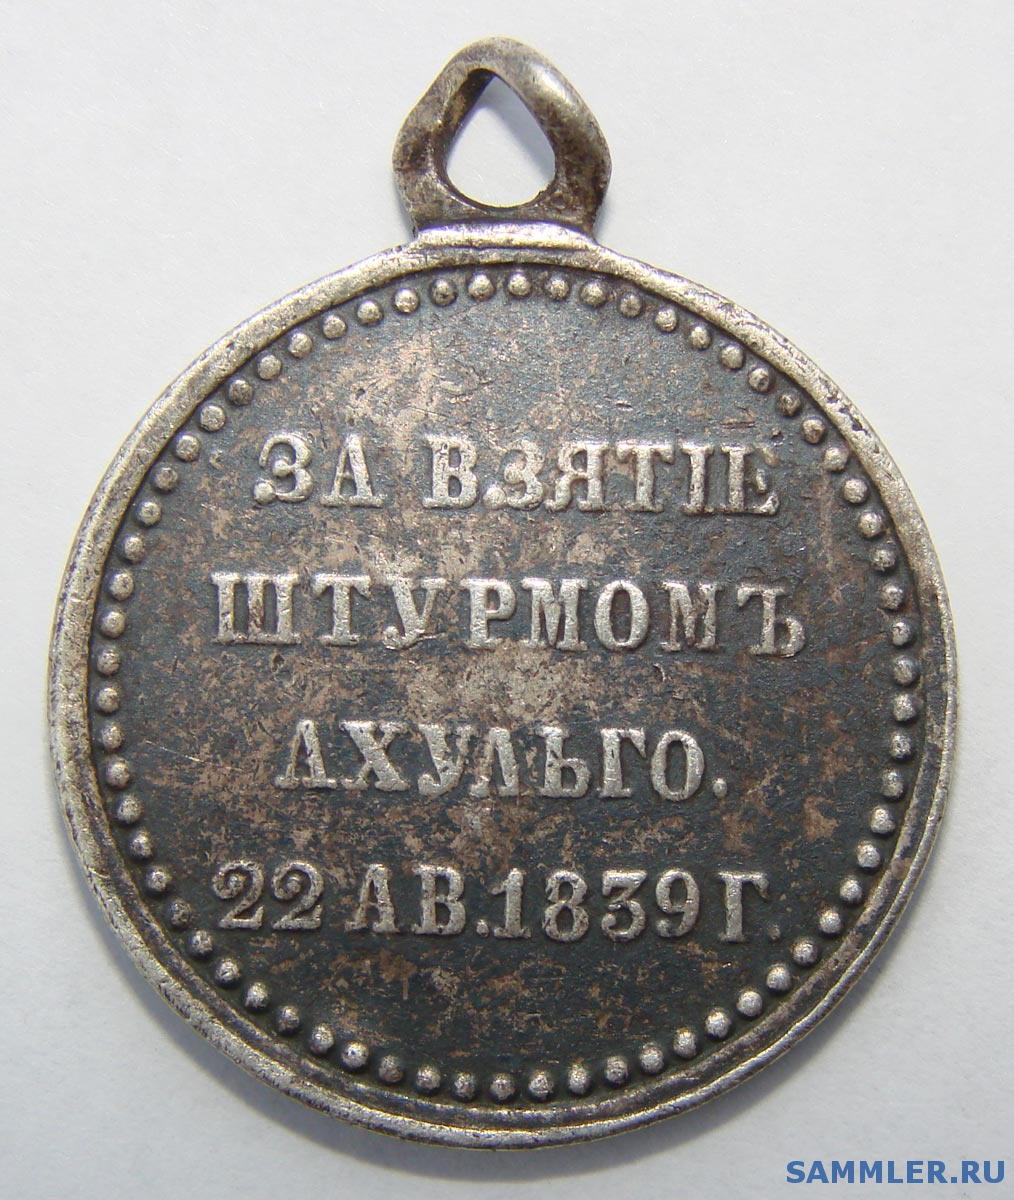 ЗА ВЗЯТІЕ
ШТУРМОМЪ
АХУЛЬГО.
22 АВ. 1839 Г.
SAMMLER.RU